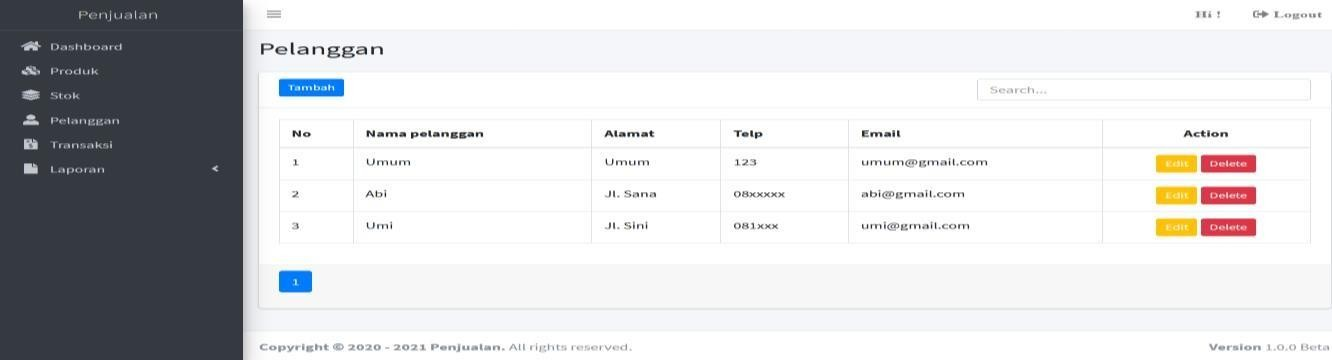 Penjualan
Hi ! Logout
Dashboard
Produk
Stok
Pelanggan
Transaksi
Laporan
Pelanggan
Tambah
Search...
No Nama pelanggan Alamat Telp Email Action
1 Umum Umum 123 umum@gmail.com Edit Delete
2 Abi Jl. Sana 08xxxxx abi@gmail.com Edit Delete
3 Umi Jl. Sini 081xxx umi@gmail.com Edit Delete
1
Copyright © 2020 - 2021 Penjualan. All rights reserved. Version 1.0.0 Beta